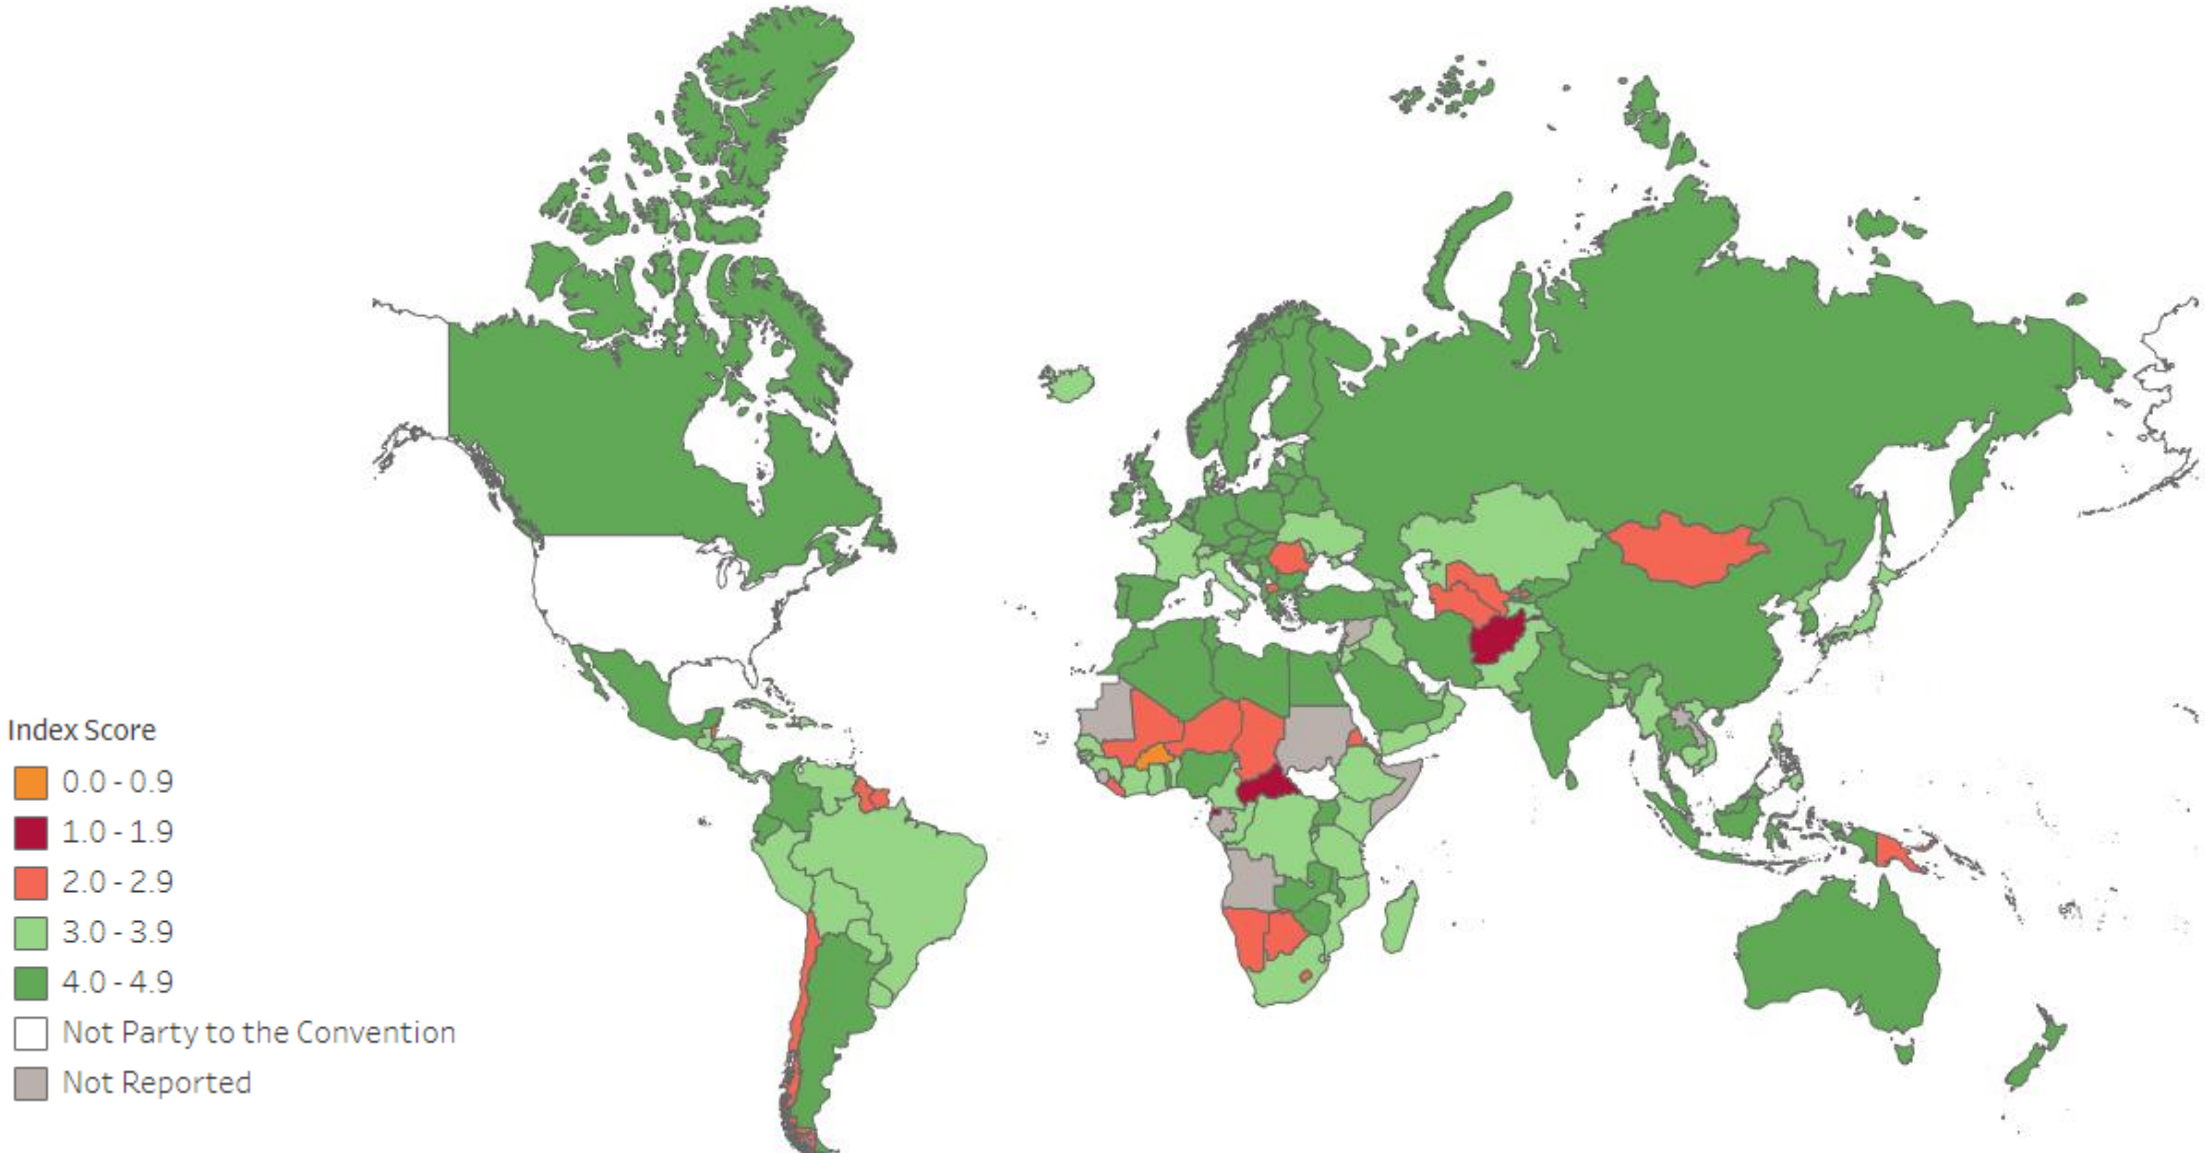 Index Score
0.0 - 0.9
1.0 - 1.9
2.0 - 2.9
3.0 - 3.9
4.0 - 4.9
Not Party to the Convention
Not Reported